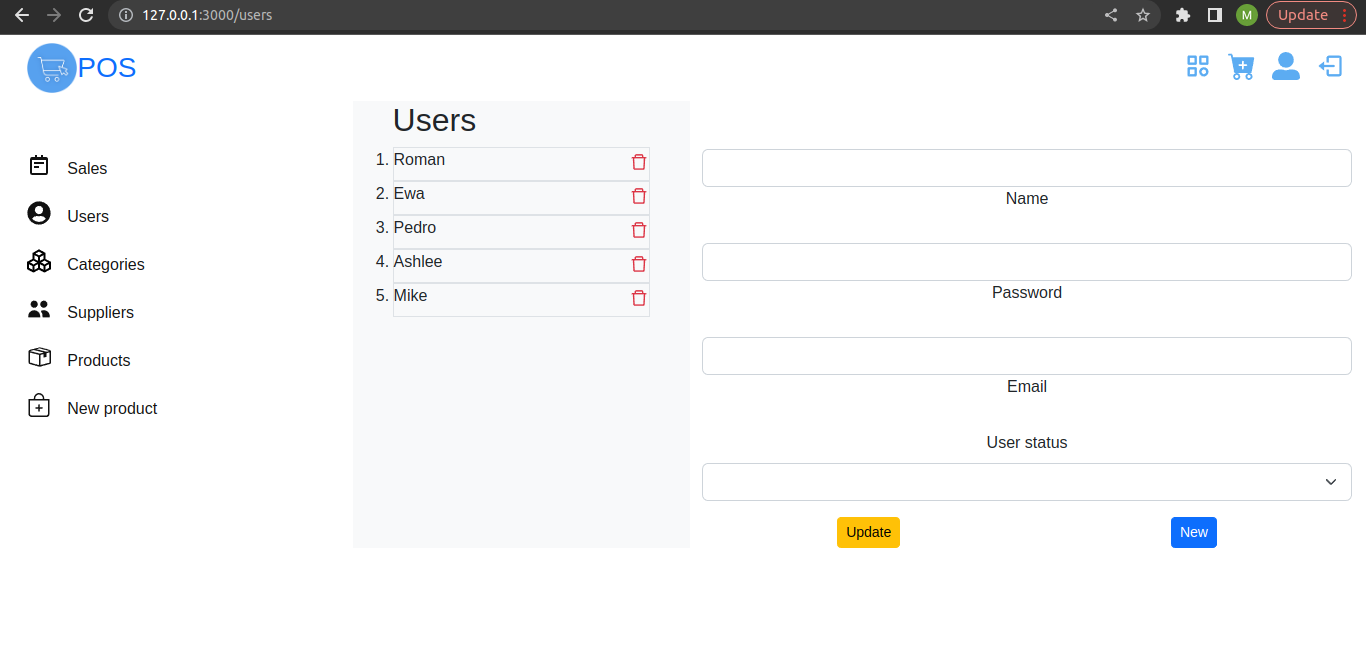 127.0.0.1:3000/users
M
Update
POS
Sales
Users
Categories
Suppliers
Products
New product
Users
1. Roman
2. Ewa
3. Pedro
4. Ashlee
5. Mike
Name
Password
Email
User status
Update
New